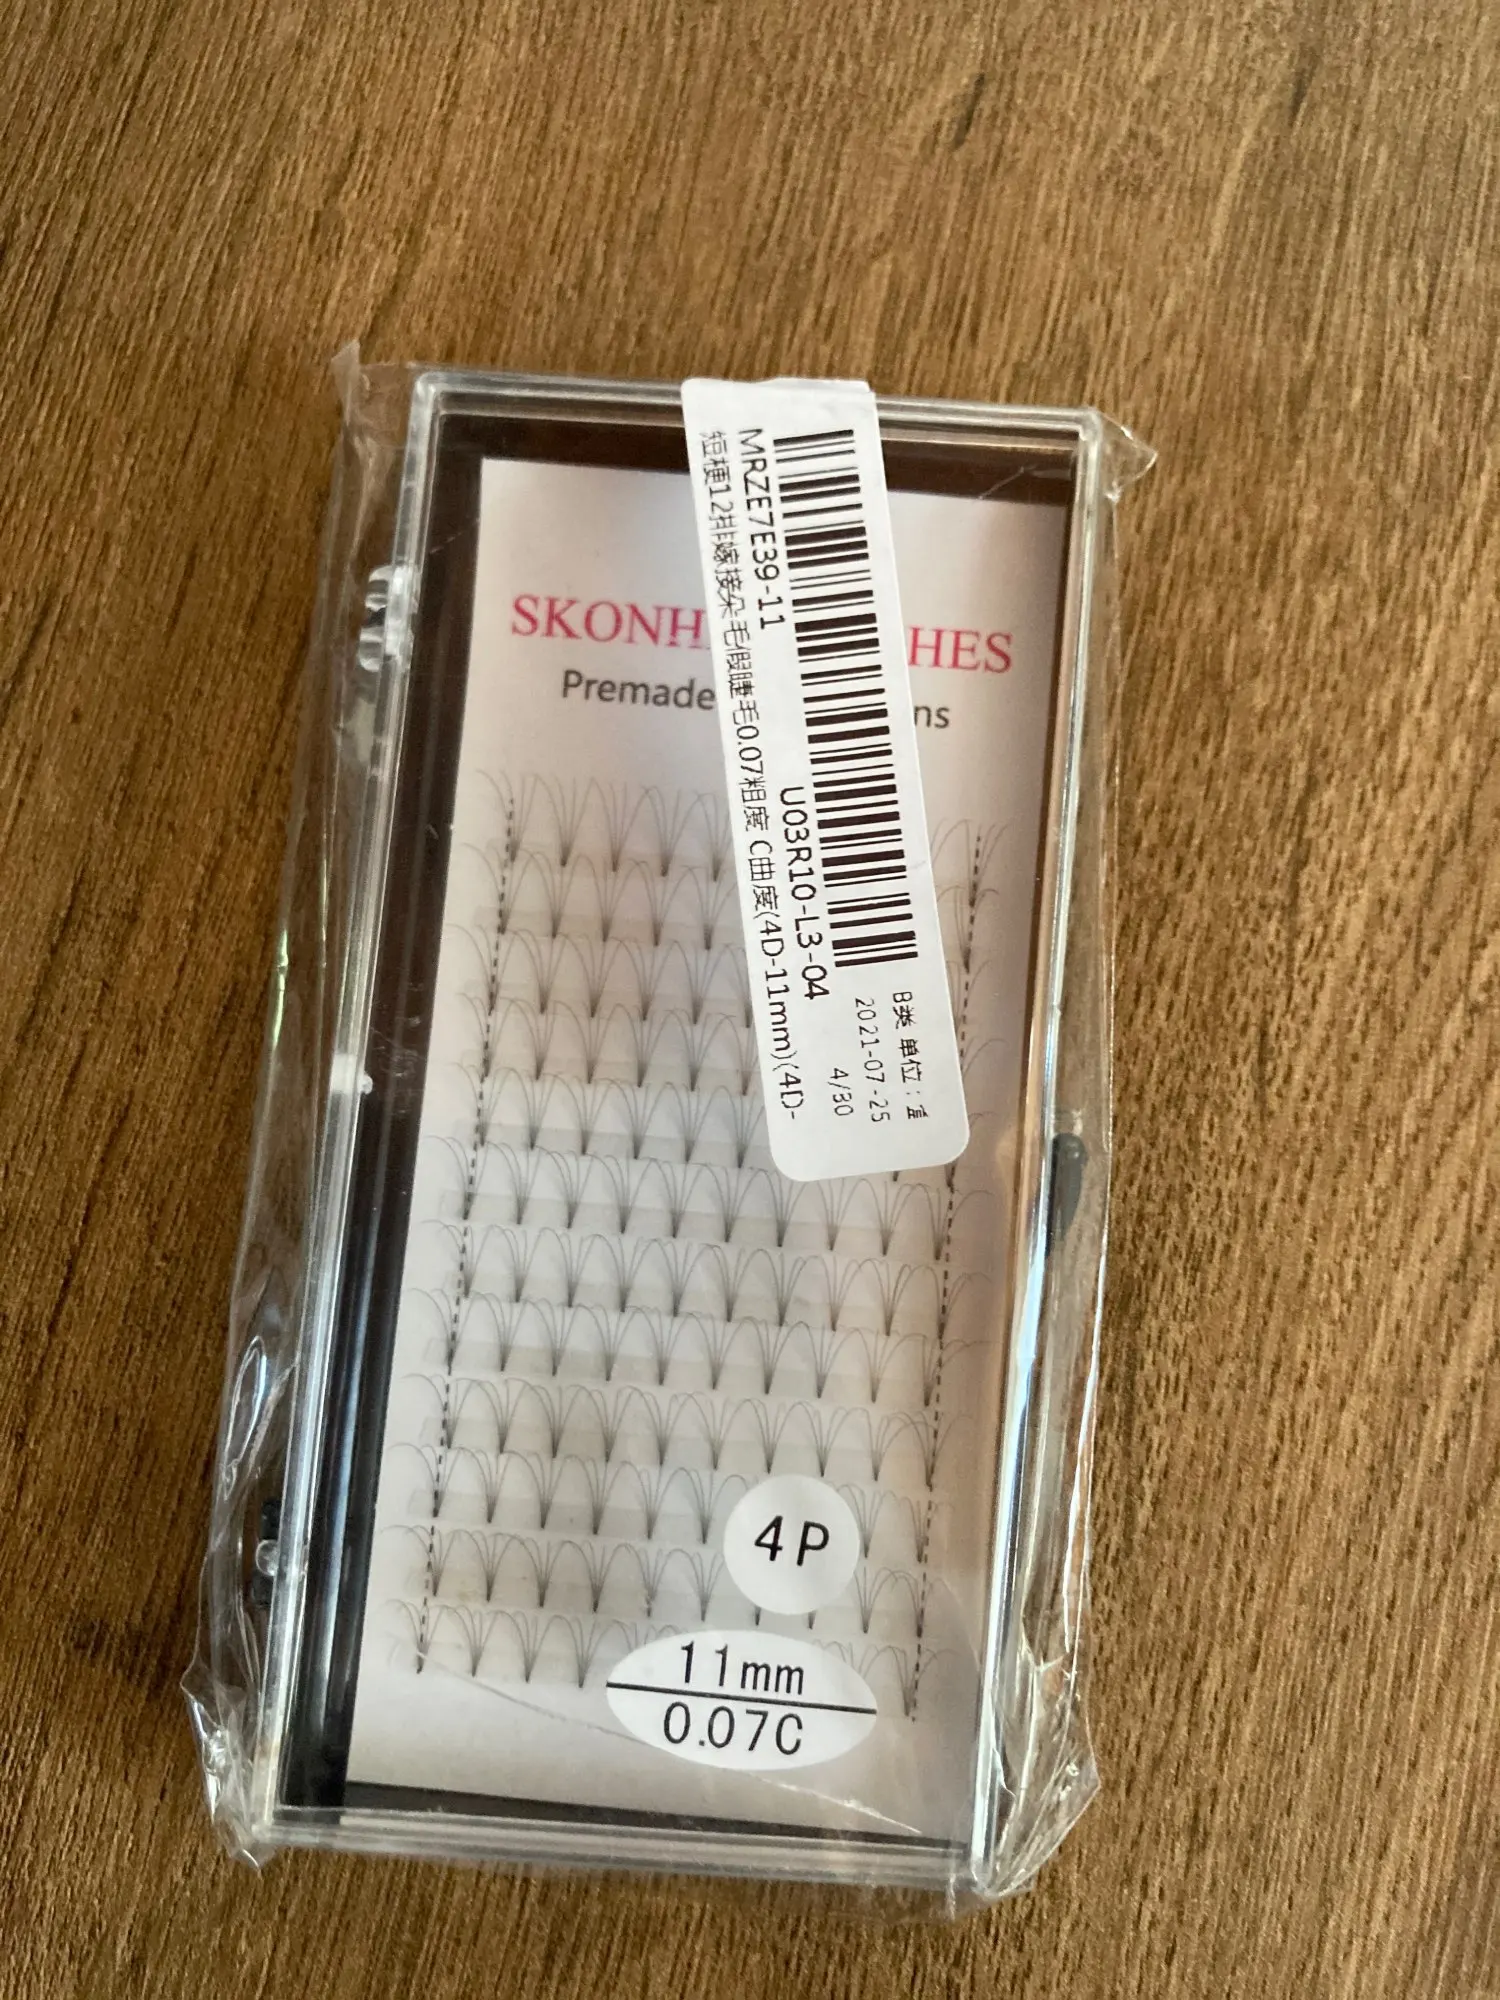 SKONH HES
Premade ns
MRZE7E39-11
U03R10-L3-04
短梗12排嫁接朵毛假睫毛0.07粗度 C曲度(4D-11mm)(4D-
B类 单位：盒
2021-07-25
4/30
4P
11mm
0.07C